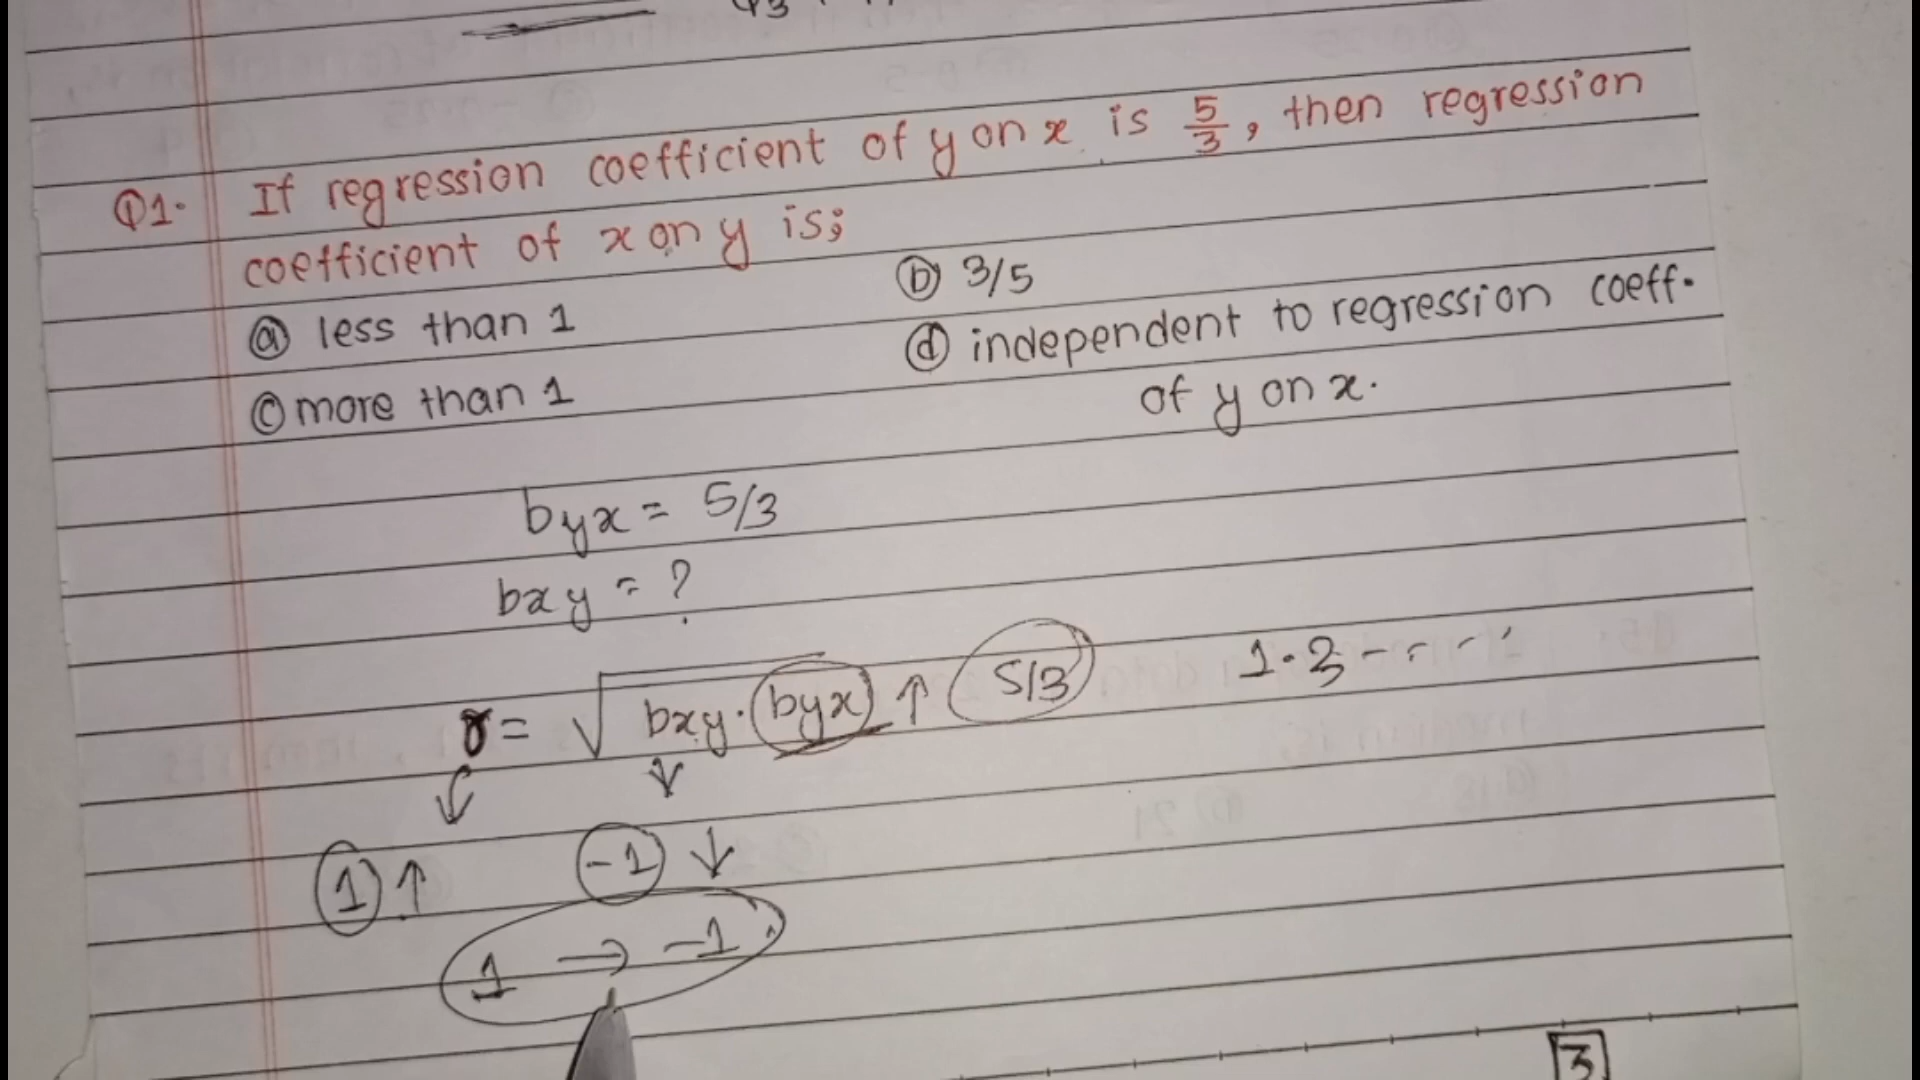 Q1. If regression coefficient of y on x is 5/3, then regression
coefficient of x on y is;
(a) less than 1
(b) 3/5
(c) more than 1
(d) independent to regression coeff.
of y on x.
byx = 5/3
bxy = ?
r = √bxy · byx ↑ 5/3 1.3 - - - -
1 ↑ -1 ↓
1 → -1
3